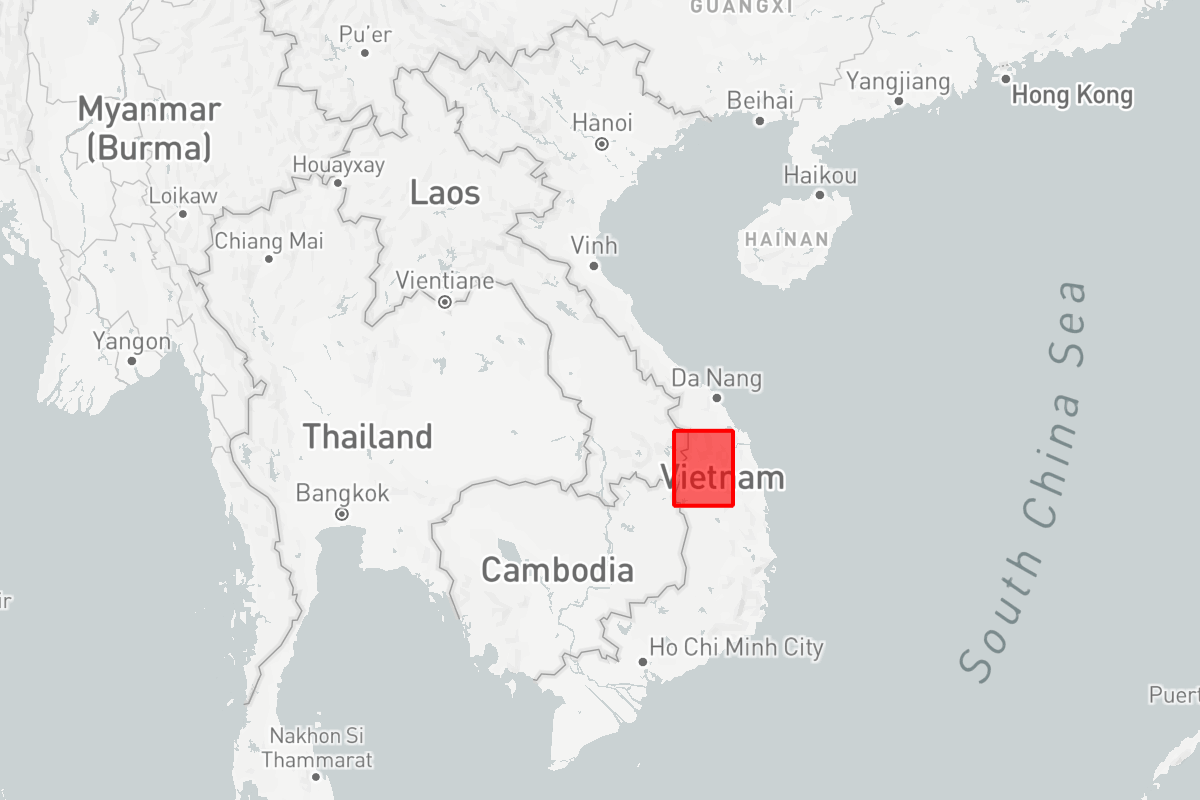 GUANGXI
Pu'er
Yangjiang
Myanmar
(Burma)
Beihai
Hong Kong
Hanoi
Houayxay
Haikou
Laos
Loikaw
Chiang Mai
Vinh
HAINAN
Vientiane
South China Sea
Yangon
Da Nang
Thailand
Vietnam
Bangkok
Cambodia
Ho Chi Minh City
Nakhon Si
Thammarat